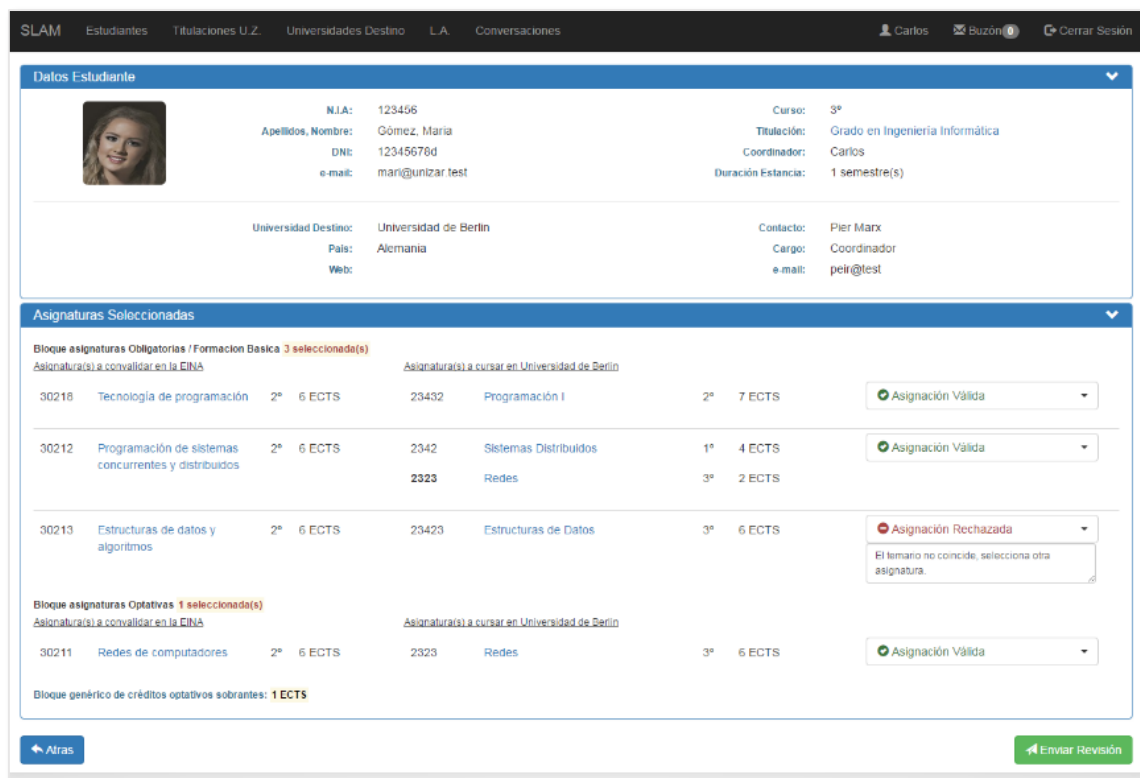 SLAM Estudiantes Titulaciones U.Z. Universidades Destino L.A. Conversaciones Carlos Buzón 0 Cerrar Sesión
Datos Estudiante
N.I.A: 123456 Curso: 3º
Apellidos, Nombre: Gómez, Maria Titulación: Grado en Ingeniería Informática
DNI: 12345678d Coordinador: Carlos
e-mail: mari@unizar.test Duración Estancia: 1 semestre(s)
Universidad Destino: Universidad de Berlin Contacto: Pier Marx
País: Alemania Cargo: Coordinador
Web: e-mail: peir@test
Asignaturas Seleccionadas
Bloque asignaturas Obligatorias / Formacion Basica 3 seleccionada(s)
Asignatura(s) a convalidar en la EINA Asignatura(s) a cursar en Universidad de Berlin
30216 Tecnología de programación 2º 6 ECTS 23432 Programación I 2º 7 ECTS Asignación Válida
30212 Programación de sistemas 2º 6 ECTS 2342 Sistemas Distribuidos 1º 4 ECTS Asignación Válida
concurrentes y distribuidos
2323 Redes 3º 2 ECTS
30213 Estructuras de datos y 2º 6 ECTS 23423 Estructuras de Datos 3º 6 ECTS Asignación Rechazada
algoritmos
El temario no coincide, selecciona otra
asignatura.
Bloque asignaturas Optativas 1 seleccionada(s)
Asignatura(s) a convalidar en la EINA Asignatura(s) a cursar en Universidad de Berlin
30211 Redes de computadores 2º 6 ECTS 2323 Redes 3º 6 ECTS Asignación Válida
Bloque genérico de créditos optativos sobrantes: 1 ECTS
Atras Enviar Revisión